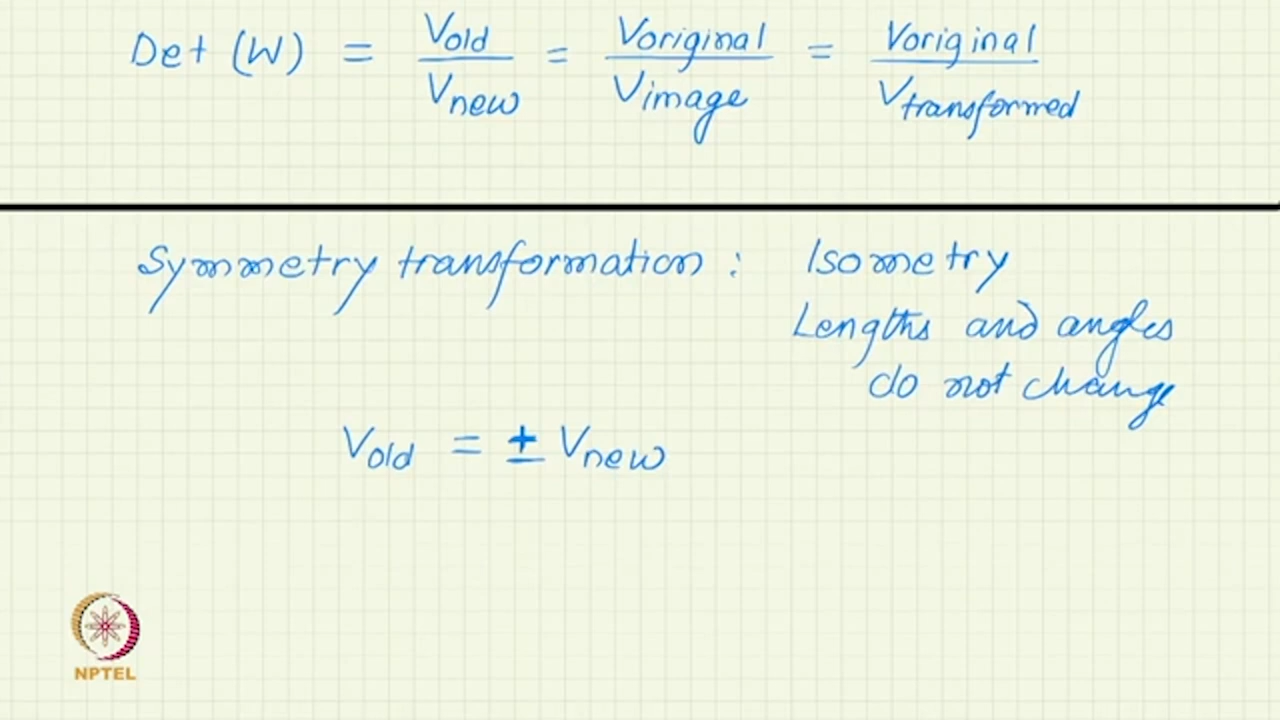 Det (W) = Vold / Vnew = Voriginal / Vimage = Voriginal / Vtransformed
Symmetry transformation : Isometry
Lengths and angles
do not change
Vold = ± Vnew
NPTEL